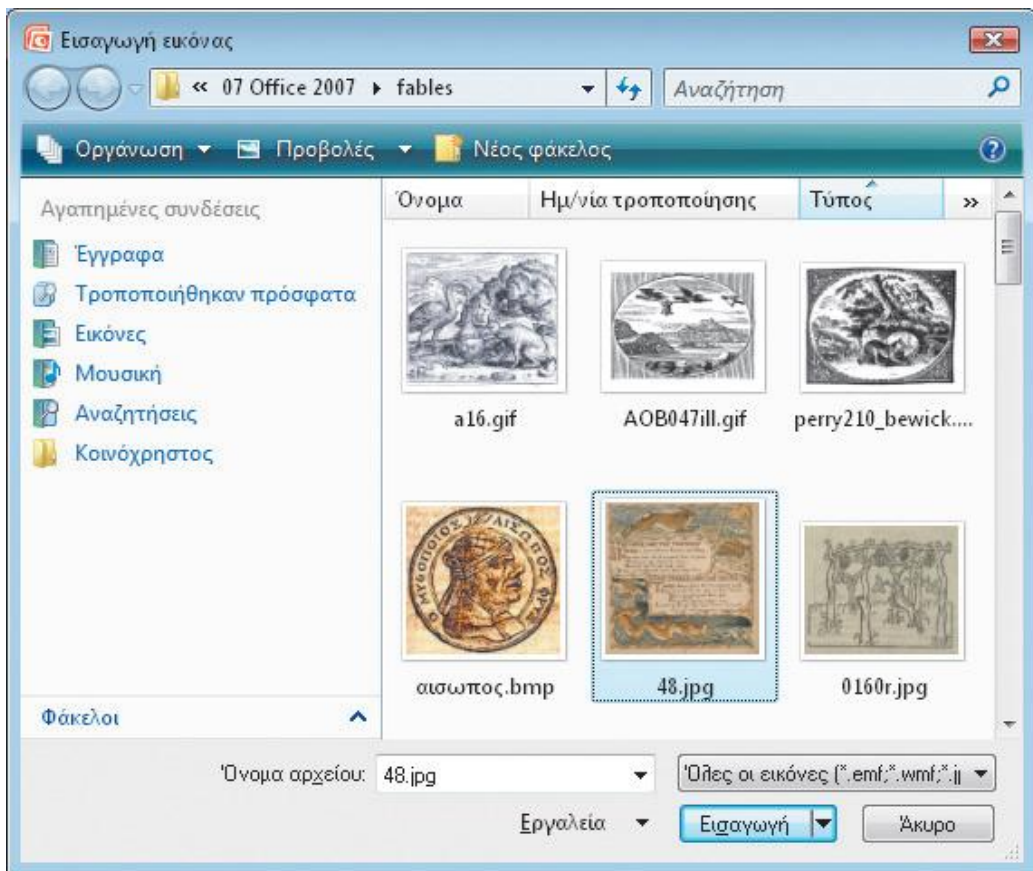 Εισαγωγή εικόνας
« 07 Office 2007 fables Αναζήτηση
Οργάνωση Προβολές Νέος φάκελος
Αγαπημένες συνδέσεις
Έγγραφα
Τροποποιήθηκαν πρόσφατα
Εικόνες
Μουσική
Αναζητήσεις
Κοινόχρηστος
Φάκελοι
Όνομα Ημ/νία τροποποίησης Τύπος »
a16.gif AOB047ill.gif perry210_bewick....
Ο ΜΥΘΟΠΟΙΟΣ ΑΙΣΩΠΟΣ
αισωπος.bmp 48.jpg 0160r.jpg
Όνομα αρχείου: 48.jpg Όλες οι εικόνες (*.emf;*.wmf;*.j
Εργαλεία Εισαγωγή Άκυρο